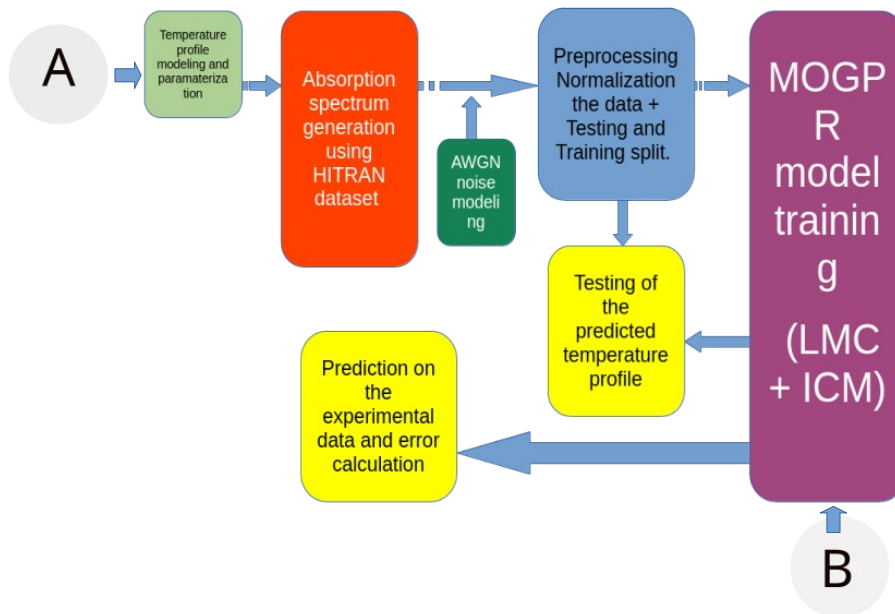 A
Temperature
profile
modeling and
paramateriza
tion
Absorption
spectrum
generation
using
HITRAN
dataset
AWGN
noise
modeli
ng
Preprocessing
Normalization
the data +
Testing and
Training split.
MOGP
R
model
trainin
g
(LMC
+ ICM)
Testing of
the
predicted
temperature
profile
Prediction on
the
experimental
data and error
calculation
B